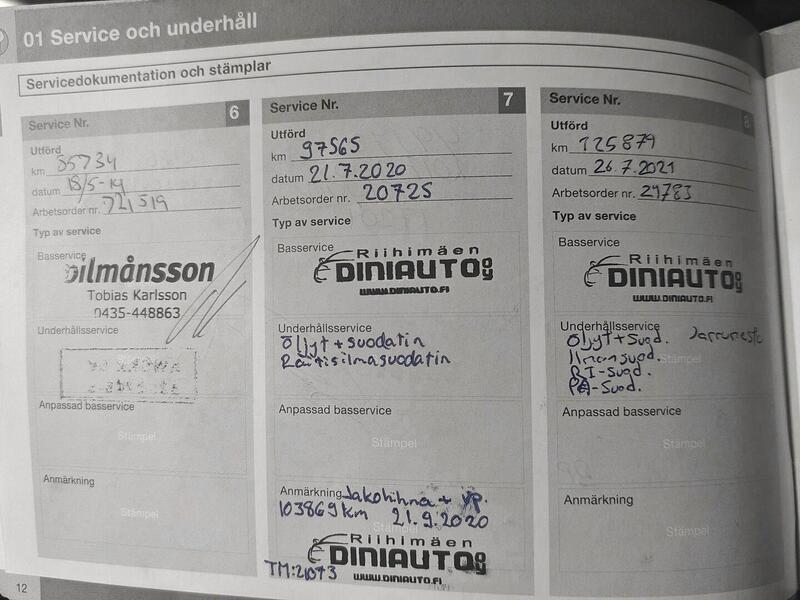 01 Service och underhåll
Servicedokumentation och stämplar
Service Nr. 6
Utförd
km 85734
datum 18/5-19
Arbetsorder nr. 721519
Typ av service
Basservice
bilmånsson
Tobias Karlsson
0435-448863
Underhållsservice
Anpassad basservice
Stämpel
Anmärkning
Stämpel
Service Nr. 7
Utförd
km 97565
datum 21.7.2020
Arbetsorder nr. 20725
Typ av service
Basservice
Riihimäen
DINIAUTO OY
WWW.DINIAUTO.FI
Underhållsservice
Öljyt + suodatin
Raitisilmasuodatin
Anpassad basservice
Stämpel
Anmärkning Jakohihna + VP.
103869 km 21.9.2020
Stämpel
Riihimäen
DINIAUTO OY
TM:21073
WWW.DINIAUTO.FI
Service Nr. 8
Utförd
km 125879
datum 26.7.2021
Arbetsorder nr. 24783
Typ av service
Basservice
Riihimäen
DINIAUTO OY
WWW.DINIAUTO.FI
Underhållsservice
Öljyt + Suod. Jarruneste
Ilmansuod.
RI-Suod.
PA-Suod.
Stämpel
Anpassad basservice
Stämpel
Anmärkning
Stämpel
12